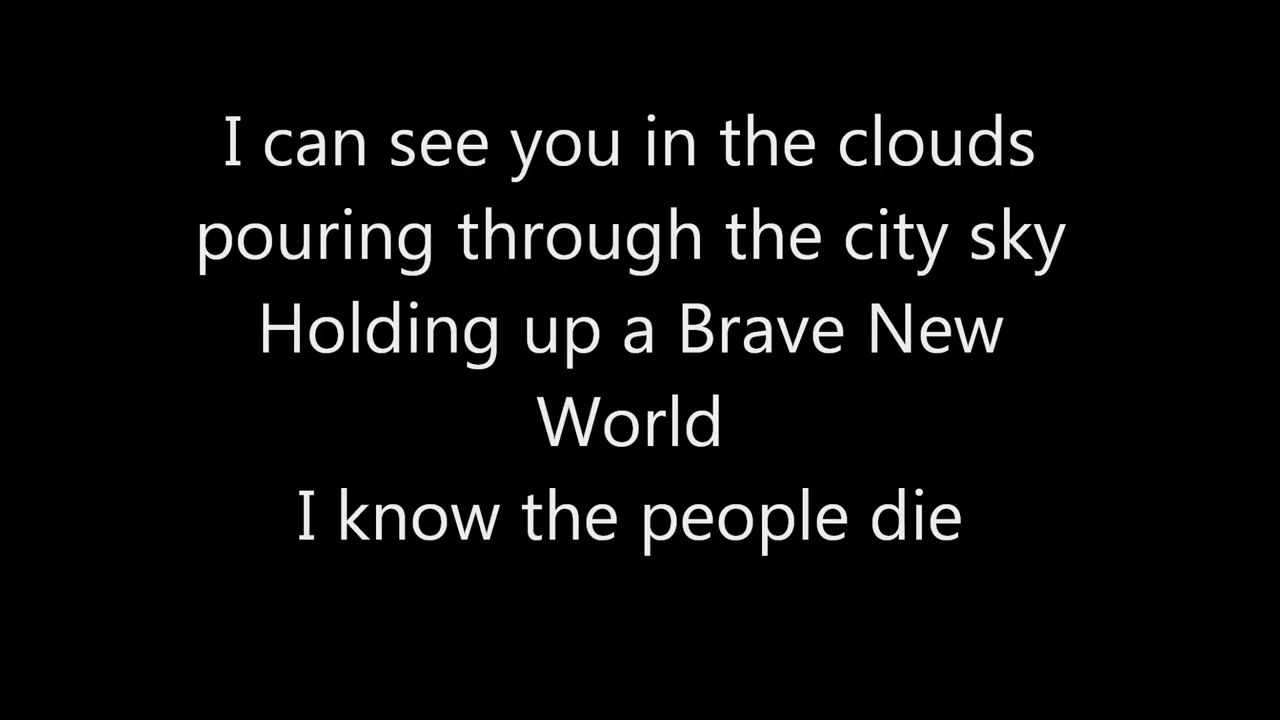 I can see you in the clouds
pouring through the city sky
Holding up a Brave New
World
I know the people die